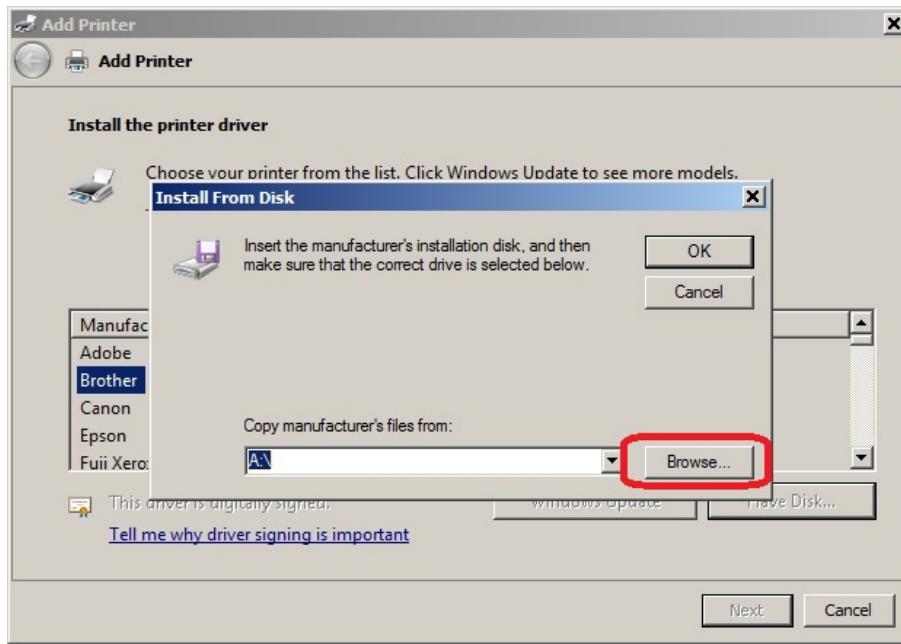 Add Printer
Add Printer
Install the printer driver
Choose your printer from the list. Click Windows Update to see more models.
Install From Disk
Insert the manufacturer's installation disk, and then
make sure that the correct drive is selected below.
OK
Cancel
Manufac
Adobe
Brother
Canon
Epson
Fuji Xero
Copy manufacturer's files from:
A:\
Browse...
This driver is digitally signed.
Windows Update
Have Disk...
Tell me why driver signing is important
Next
Cancel